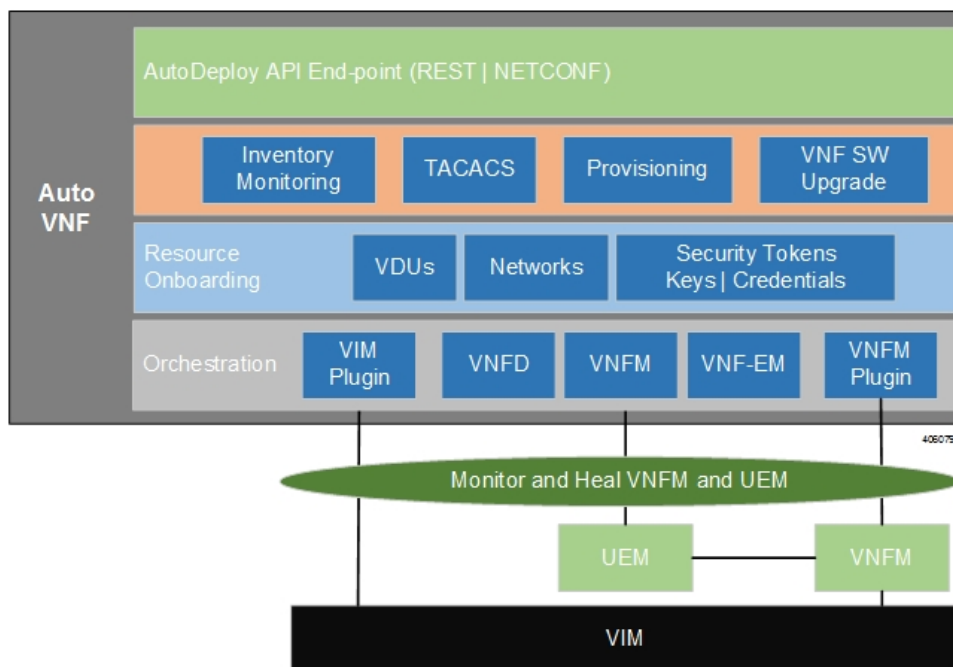 AutoDeploy API End-point (REST | NETCONF)
Auto
VNF
Inventory
Monitoring
TACACS
Provisioning
VNF SW
Upgrade
Resource
Onboarding
VDUs
Networks
Security Tokens
Keys | Credentials
Orchestration
VIM
Plugin
VNFD
VNFM
VNF-EM
VNFM
Plugin
406079
Monitor and Heal VNFM and UEM
UEM
VNFM
VIM